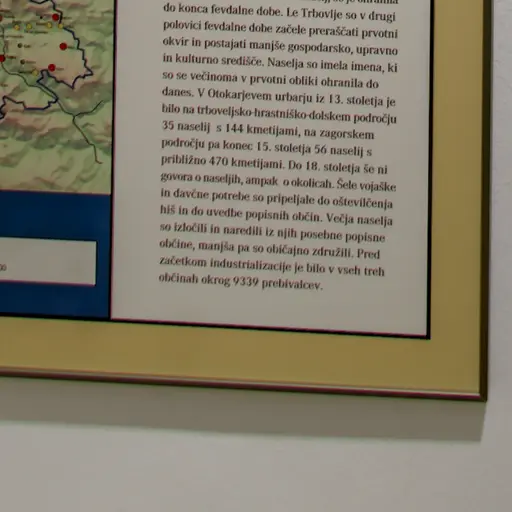 do konca fevdalne dobe. Le Trbovlje so v drugi
polovici fevdalne dobe začele preraščati prvotni
okvir in postajati manjše gospodarsko, upravno
in kulturno središče. Naselja so imela imena, ki
so se večinoma v prvotni obliki ohranila do
danes. V Otokarjevem urbarju iz 13. stoletja je
bilo na trboveljsko-hrastniško-dolskem področju
35 naselij s 144 kmetijami, na zagorskem
področju pa konec 15. stoletja 56 naselij s
približno 470 kmetijami. Do 18. stoletja še ni
govora o naseljih, ampak o okolicah. Šele vojaške
in davčne potrebe so pripeljale do oštevilčenja
hiš in do uvedbe popisnih občin. Večja naselja
so izločili in naredili iz njih posebne popisne
občine, manjša pa so običajno združili. Pred
začetkom industrializacije je bilo v vseh treh
občinah okrog 9339 prebivalcev.